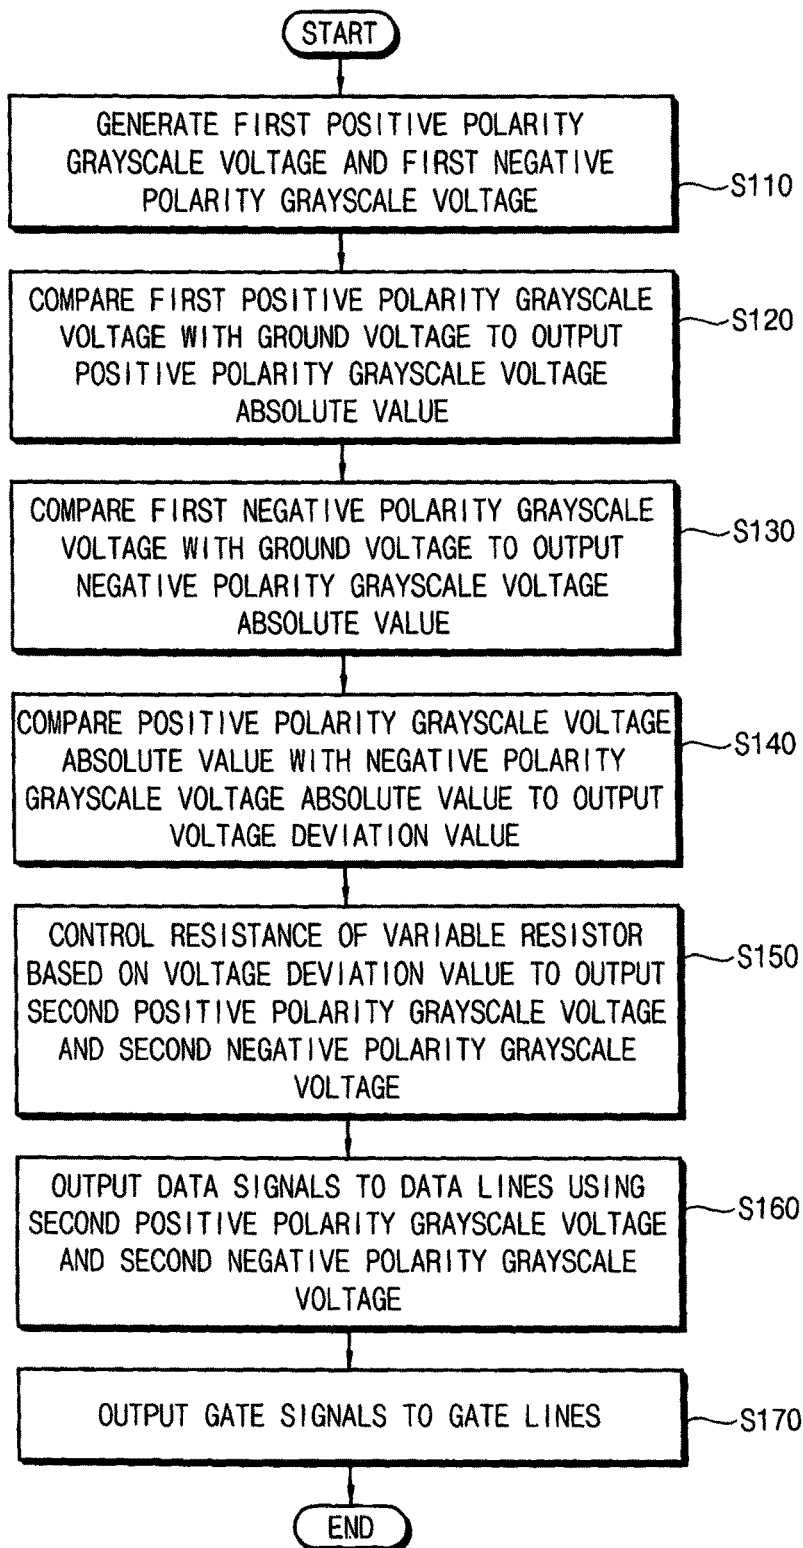 START
GENERATE FIRST POSITIVE POLARITY
GRAYSCALE VOLTAGE AND FIRST NEGATIVE
POLARITY GRAYSCALE VOLTAGE
S110
COMPARE FIRST POSITIVE POLARITY GRAYSCALE
VOLTAGE WITH GROUND VOLTAGE TO OUTPUT
POSITIVE POLARITY GRAYSCALE VOLTAGE
ABSOLUTE VALUE
S120
COMPARE FIRST NEGATIVE POLARITY GRAYSCALE
VOLTAGE WITH GROUND VOLTAGE TO OUTPUT
NEGATIVE POLARITY GRAYSCALE VOLTAGE
ABSOLUTE VALUE
S130
COMPARE POSITIVE POLARITY GRAYSCALE VOLTAGE
ABSOLUTE VALUE WITH NEGATIVE POLARITY
GRAYSCALE VOLTAGE ABSOLUTE VALUE TO OUTPUT
VOLTAGE DEVIATION VALUE
S140
CONTROL RESISTANCE OF VARIABLE RESISTOR
BASED ON VOLTAGE DEVIATION VALUE TO OUTPUT
SECOND POSITIVE POLARITY GRAYSCALE VOLTAGE
AND SECOND NEGATIVE POLARITY GRAYSCALE
VOLTAGE
S150
OUTPUT DATA SIGNALS TO DATA LINES USING
SECOND POSITIVE POLARITY GRAYSCALE VOLTAGE
AND SECOND NEGATIVE POLARITY GRAYSCALE
VOLTAGE
S160
OUTPUT GATE SIGNALS TO GATE LINES
S170
END